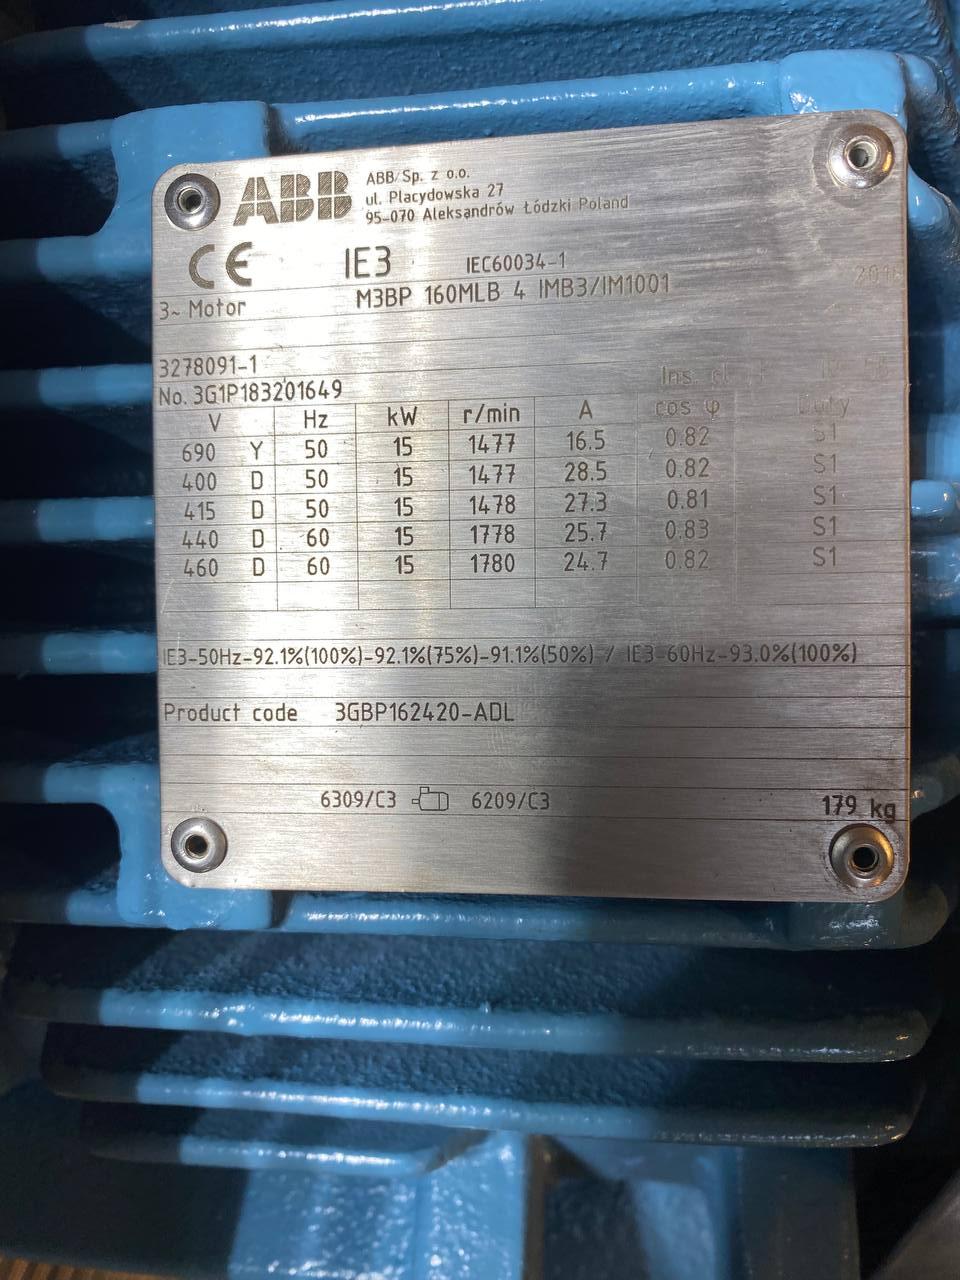 ABB
ABB Sp. z o.o.
ul. Placydowska 27
95-070 Aleksandrów Łódzki Poland
CE IE3 IEC60034-1
3~ Motor M3BP 160MLB 4 IMB3/IM1001
3278091-1
No. 3G1P183201649 Ins. cl.
V Hz kW r/min A cos φ Duty
690 Y 50 15 1477 16.5 0.82 S1
400 D 50 15 1477 28.5 0.82 S1
415 D 50 15 1478 27.3 0.81 S1
440 D 60 15 1778 25.7 0.83 S1
460 D 60 15 1780 24.7 0.82 S1
IE3-50Hz-92.1%(100%)-92.1%(75%)-91.1%(50%) / IE3-60Hz-93.0%(100%)
Product code 3GBP162420-ADL
6309/C3 6209/C3 179 kg